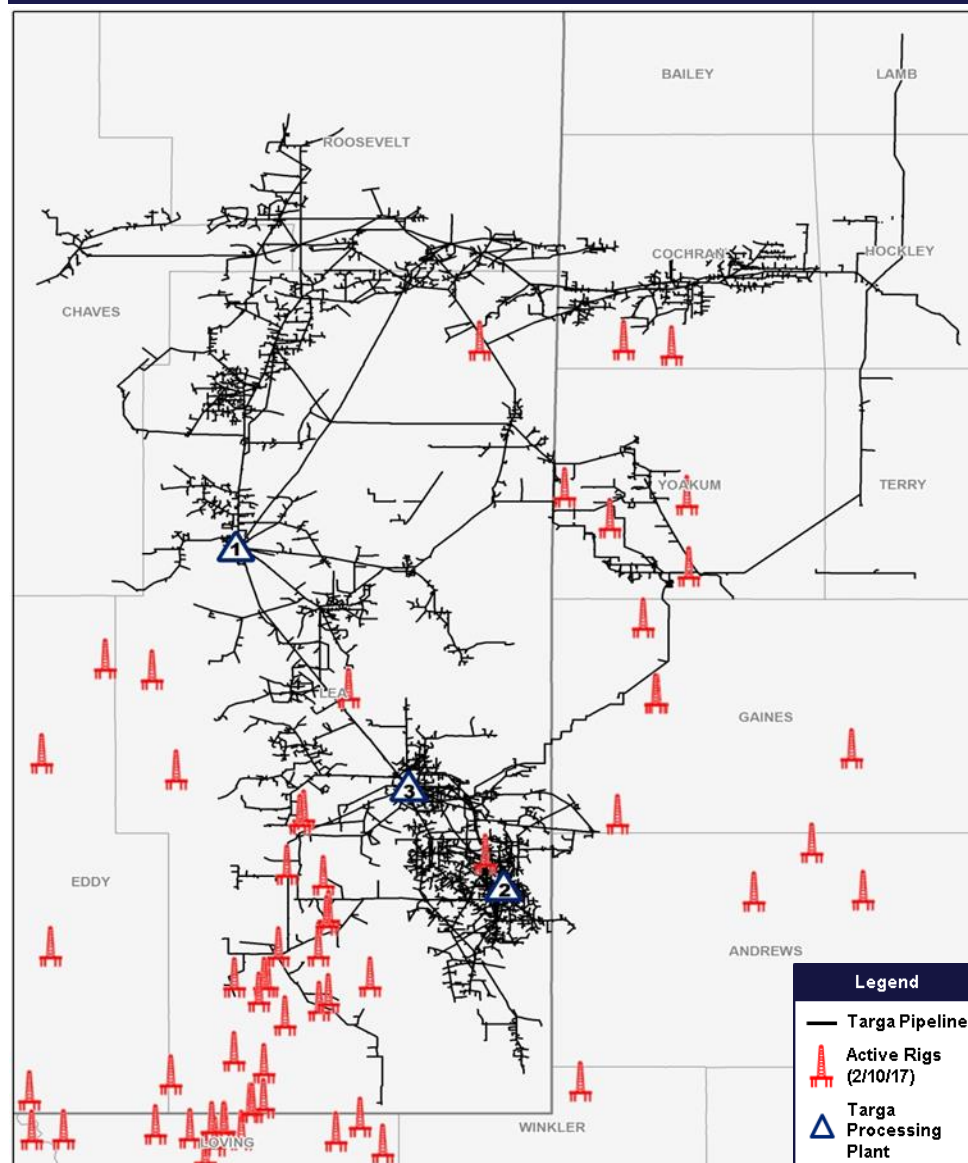 BAILEY
LAMB
ROOSEVELT
COCHRAN
HOCKLEY
CHAVES
YOAKUM
TERRY
1
LEA
GAINES
3
EDDY
2
ANDREWS
Legend
Targa Pipeline
Active Rigs
(2/10/17)
Targa
Processing
Plant
WINKLER
LOVING